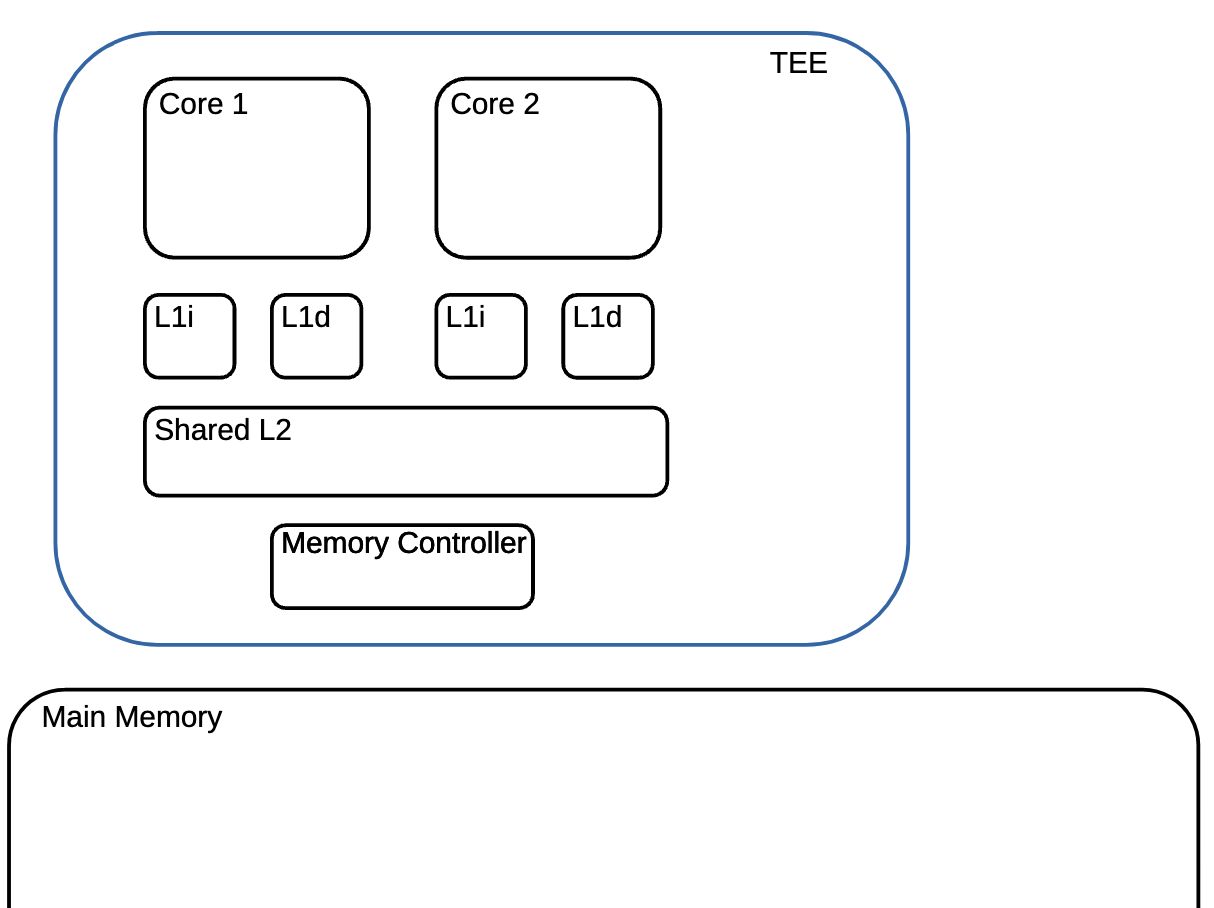 TEE
Core 1
Core 2
L1i
L1d
L1i
L1d
Shared L2
Memory Controller
Main Memory